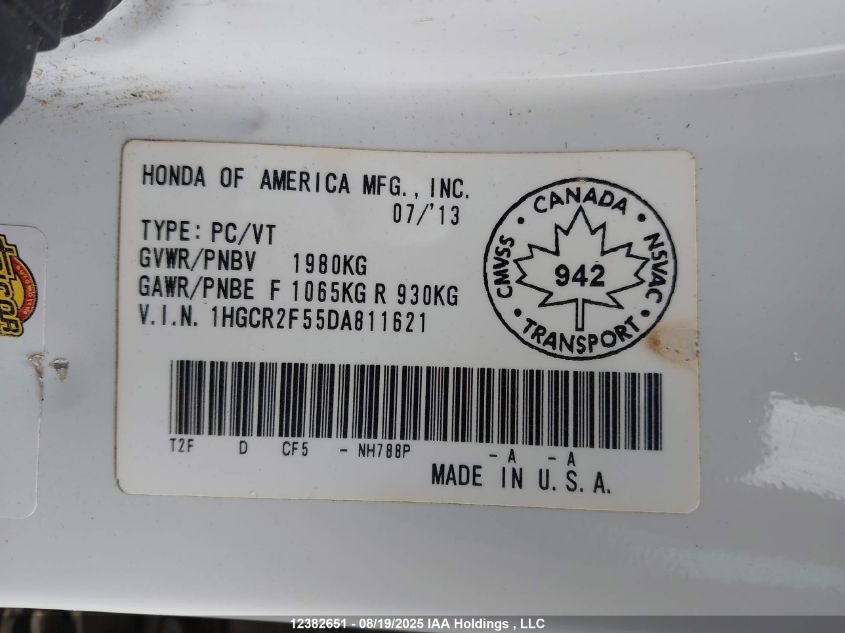 HONDA OF AMERICA MFG., INC.
07/'13
TYPE: PC/VT
GVWR/PNBV 1980KG
GAWR/PNBE F 1065KG R 930KG
V.I.N. 1HGCR2F55DA811621
CANADA
CMVSS
942
NSVAC
TRANSPORT
T2F D CF5 - NH788P - A - A
MADE IN U.S.A.
12382651 - 08/19/2025 IAA Holdings , LLC